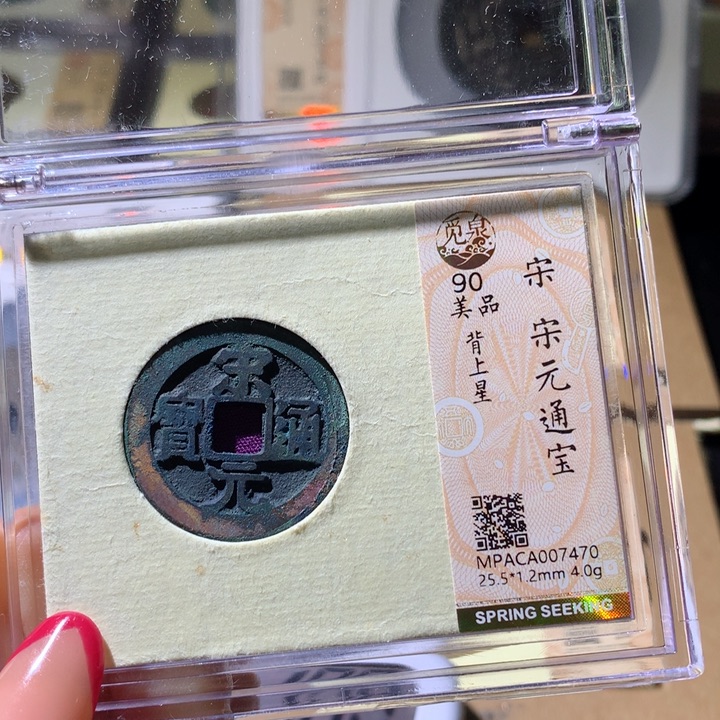 觅泉
90
美品
背上星
宋 宋元通宝
MPACA007470
25.5*1.2mm 4.0g
SPRING SEEKING
宋元通寶